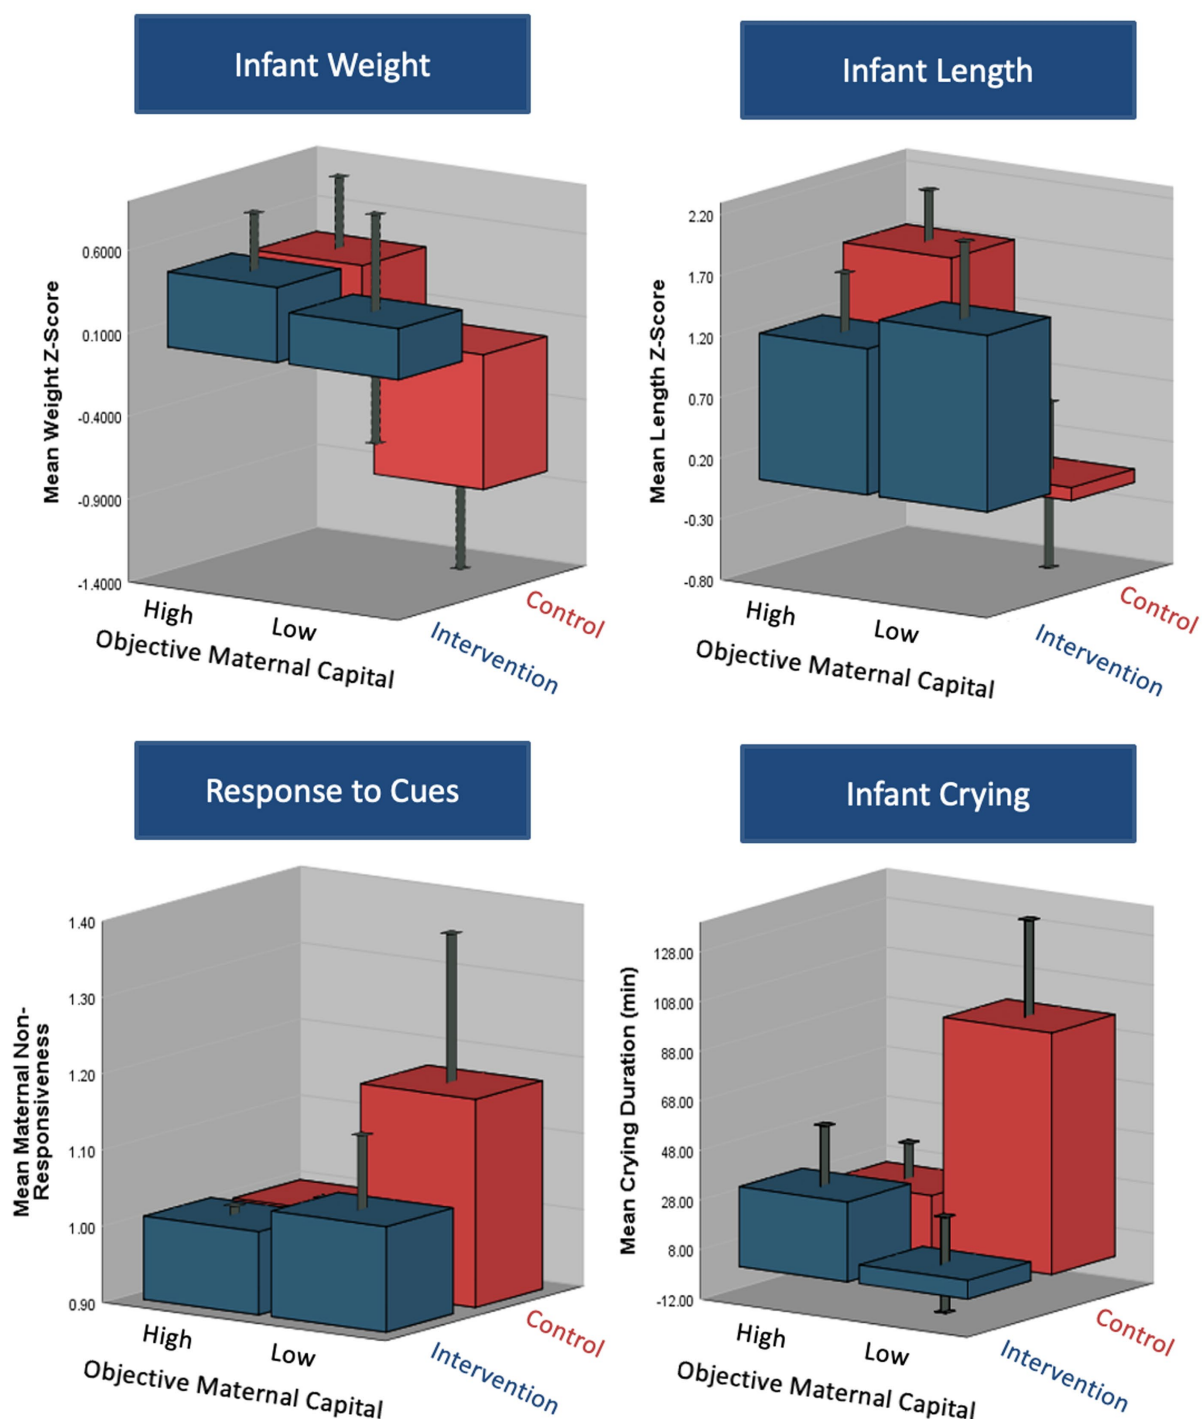 Infant Weight
Mean Weight Z-Score
0.6000
0.1000
-0.4000
-0.9000
-1.4000
High
Low
Objective Maternal Capital
Intervention
Control
Infant Length
Mean Length Z-Score
2.20
1.70
1.20
0.70
0.20
-0.30
-0.80
High
Low
Objective Maternal Capital
Intervention
Control
Response to Cues
Mean Maternal Non-
Responsiveness
1.40
1.30
1.20
1.10
1.00
0.90
High
Low
Objective Maternal Capital
Intervention
Control
Infant Crying
Mean Crying Duration (min)
128.00
108.00
88.00
68.00
48.00
28.00
8.00
-12.00
High
Low
Objective Maternal Capital
Intervention
Control